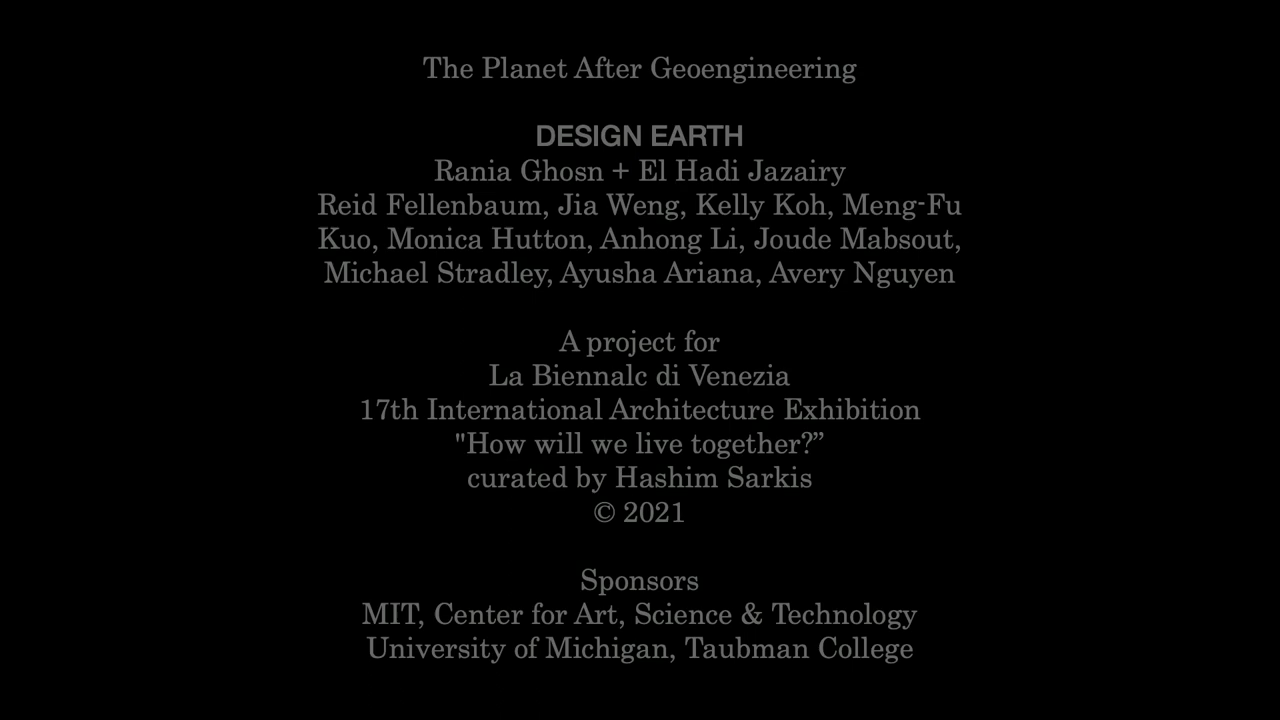 The Planet After Geoengineering
DESIGN EARTH
Rania Ghosn + El Hadi Jazairy
Reid Fellenbaum, Jia Weng, Kelly Koh, Meng-Fu
Kuo, Monica Hutton, Anhong Li, Joude Mabsout,
Michael Stradley, Ayusha Ariana, Avery Nguyen
A project for
La Biennalc di Venezia
17th International Architecture Exhibition
"How will we live together?”
curated by Hashim Sarkis
© 2021
Sponsors
MIT, Center for Art, Science & Technology
University of Michigan, Taubman College